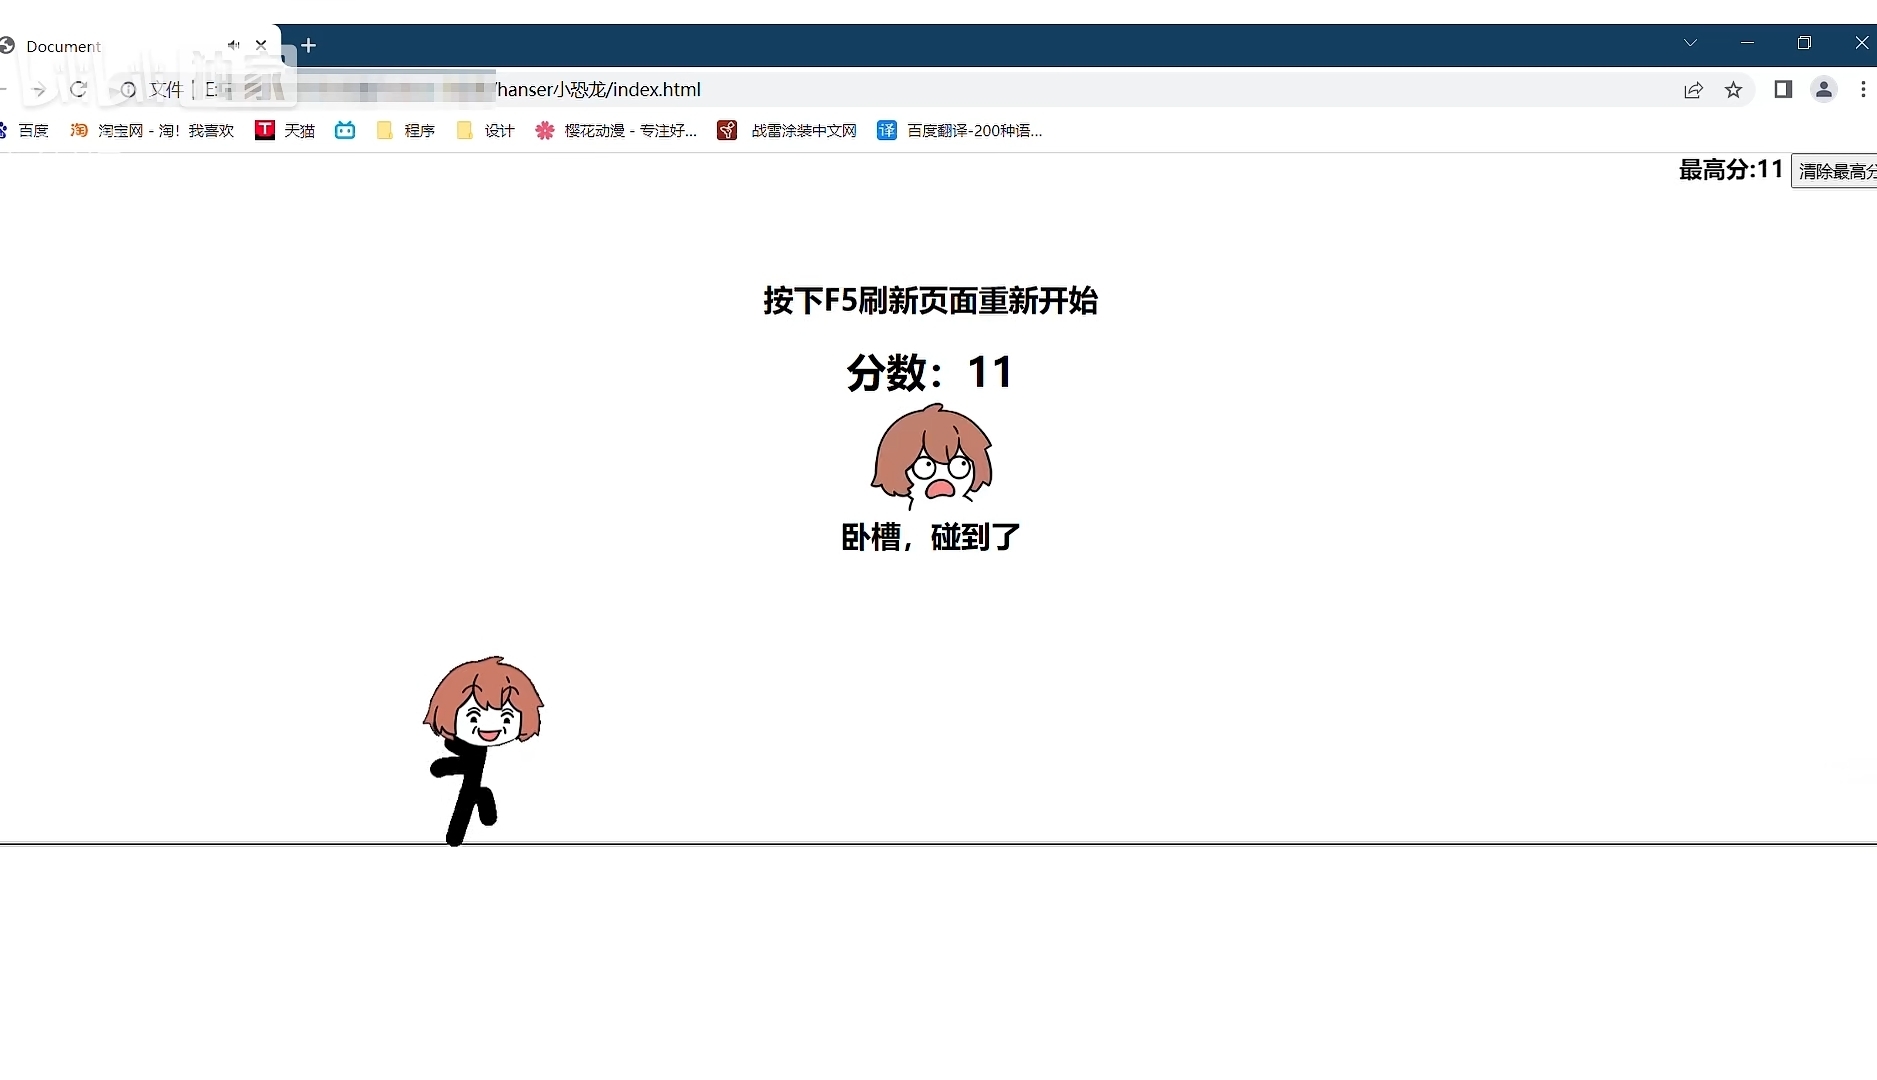 Document
bilibili 独家
文件 E:
/hanser小恐龙/index.html
百度 淘宝网 - 淘！我喜欢 天猫 程序 设计 樱花动漫 - 专注好... 战雷涂装中文网 译 百度翻译-200种语...
最高分:11 清除最高分
按下F5刷新页面重新开始
分数：11
卧槽，碰到了